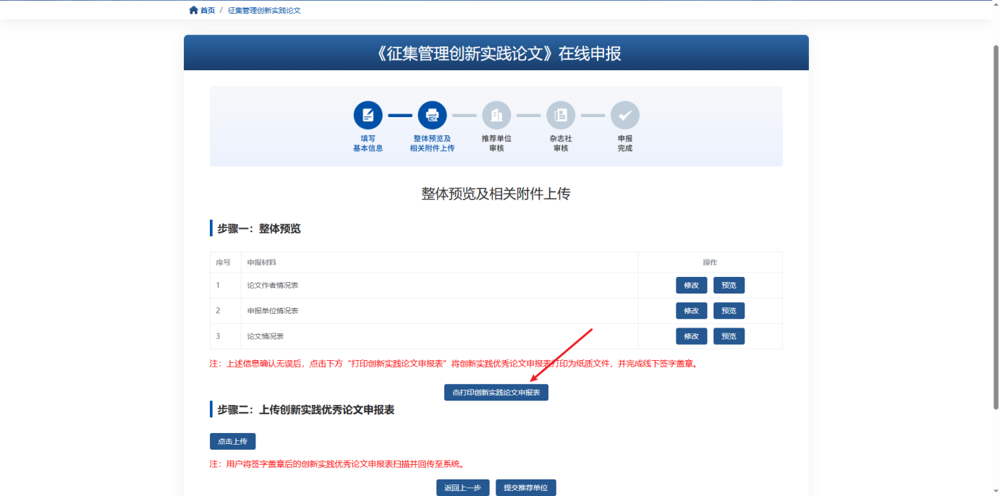 首页 / 征集管理创新实践论文
《征集管理创新实践论文》在线申报
填写
基本信息
整体预览及
相关附件上传
推荐单位
审核
杂志社
审核
申报
完成
整体预览及相关附件上传
步骤一：整体预览
序号 申报材料 操作
1 论文作者情况表 修改 预览
2 申报单位情况表 修改 预览
3 论文情况表 修改 预览
注：上述信息确认无误后，点击下方“打印创新实践论文申报表”将创新实践优秀论文申报表打印为纸质文件，并完成线下签字盖章。
打印创新实践论文申报表
步骤二：上传创新实践优秀论文申报表
点击上传
注：用户将签字盖章后的创新实践优秀论文申报表扫描并回传至系统。
返回上一步 提交推荐单位